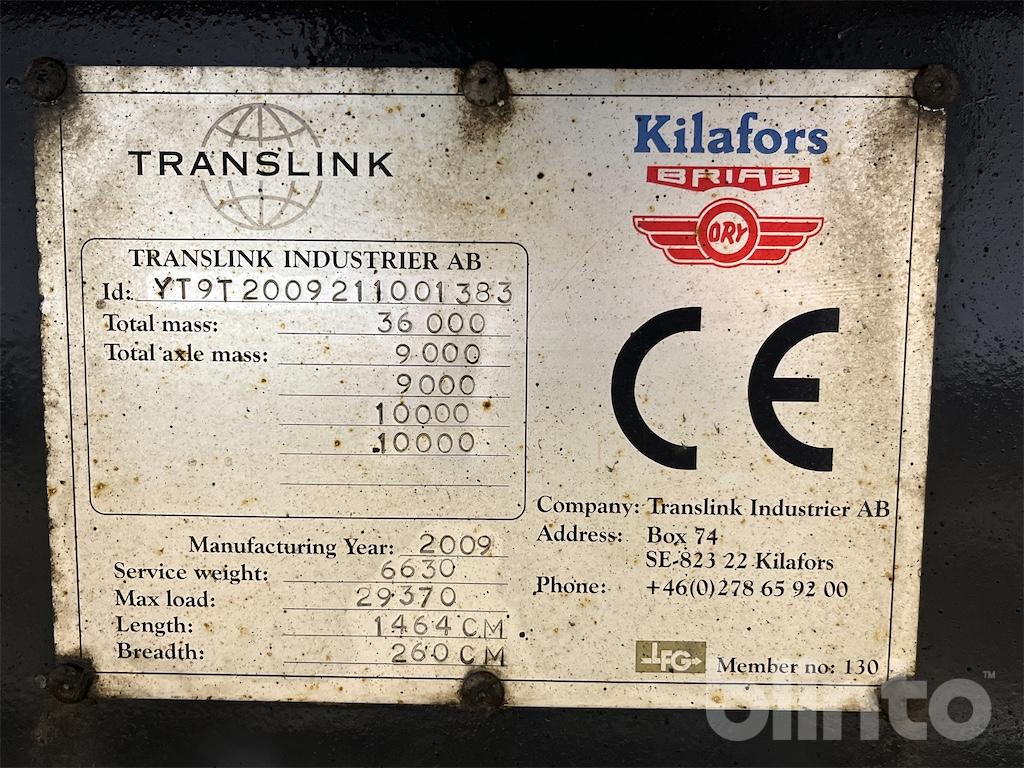 TRANSLINK
Kilafors
BRIAB
ORY
TRANSLINK INDUSTRIER AB
Id: YT9T2009211001383
Total mass: 36 000
Total axle mass: 9 000
9000
10000
10000
Manufacturing Year: 2009
Service weight: 6630
Max load: 29370
Length: 1464 CM
Breadth: 260 CM
Company: Translink Industrier AB
Address: Box 74
SE-823 22 Kilafors
Phone: +46(0)278 65 92 00
LFG Member no: 130
blinto™